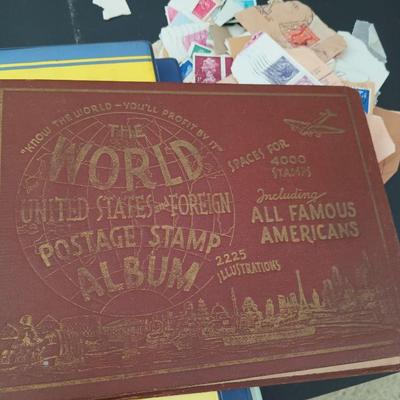 "KNOW THE WORLD - YOU'LL PROFIT BY IT"
THE
WORLD
UNITED STATES and FOREIGN
POSTAGE STAMP
ALBUM
SPACES FOR
4000
STAMPS
Including
ALL FAMOUS
AMERICANS
2225
ILLUSTRATIONS